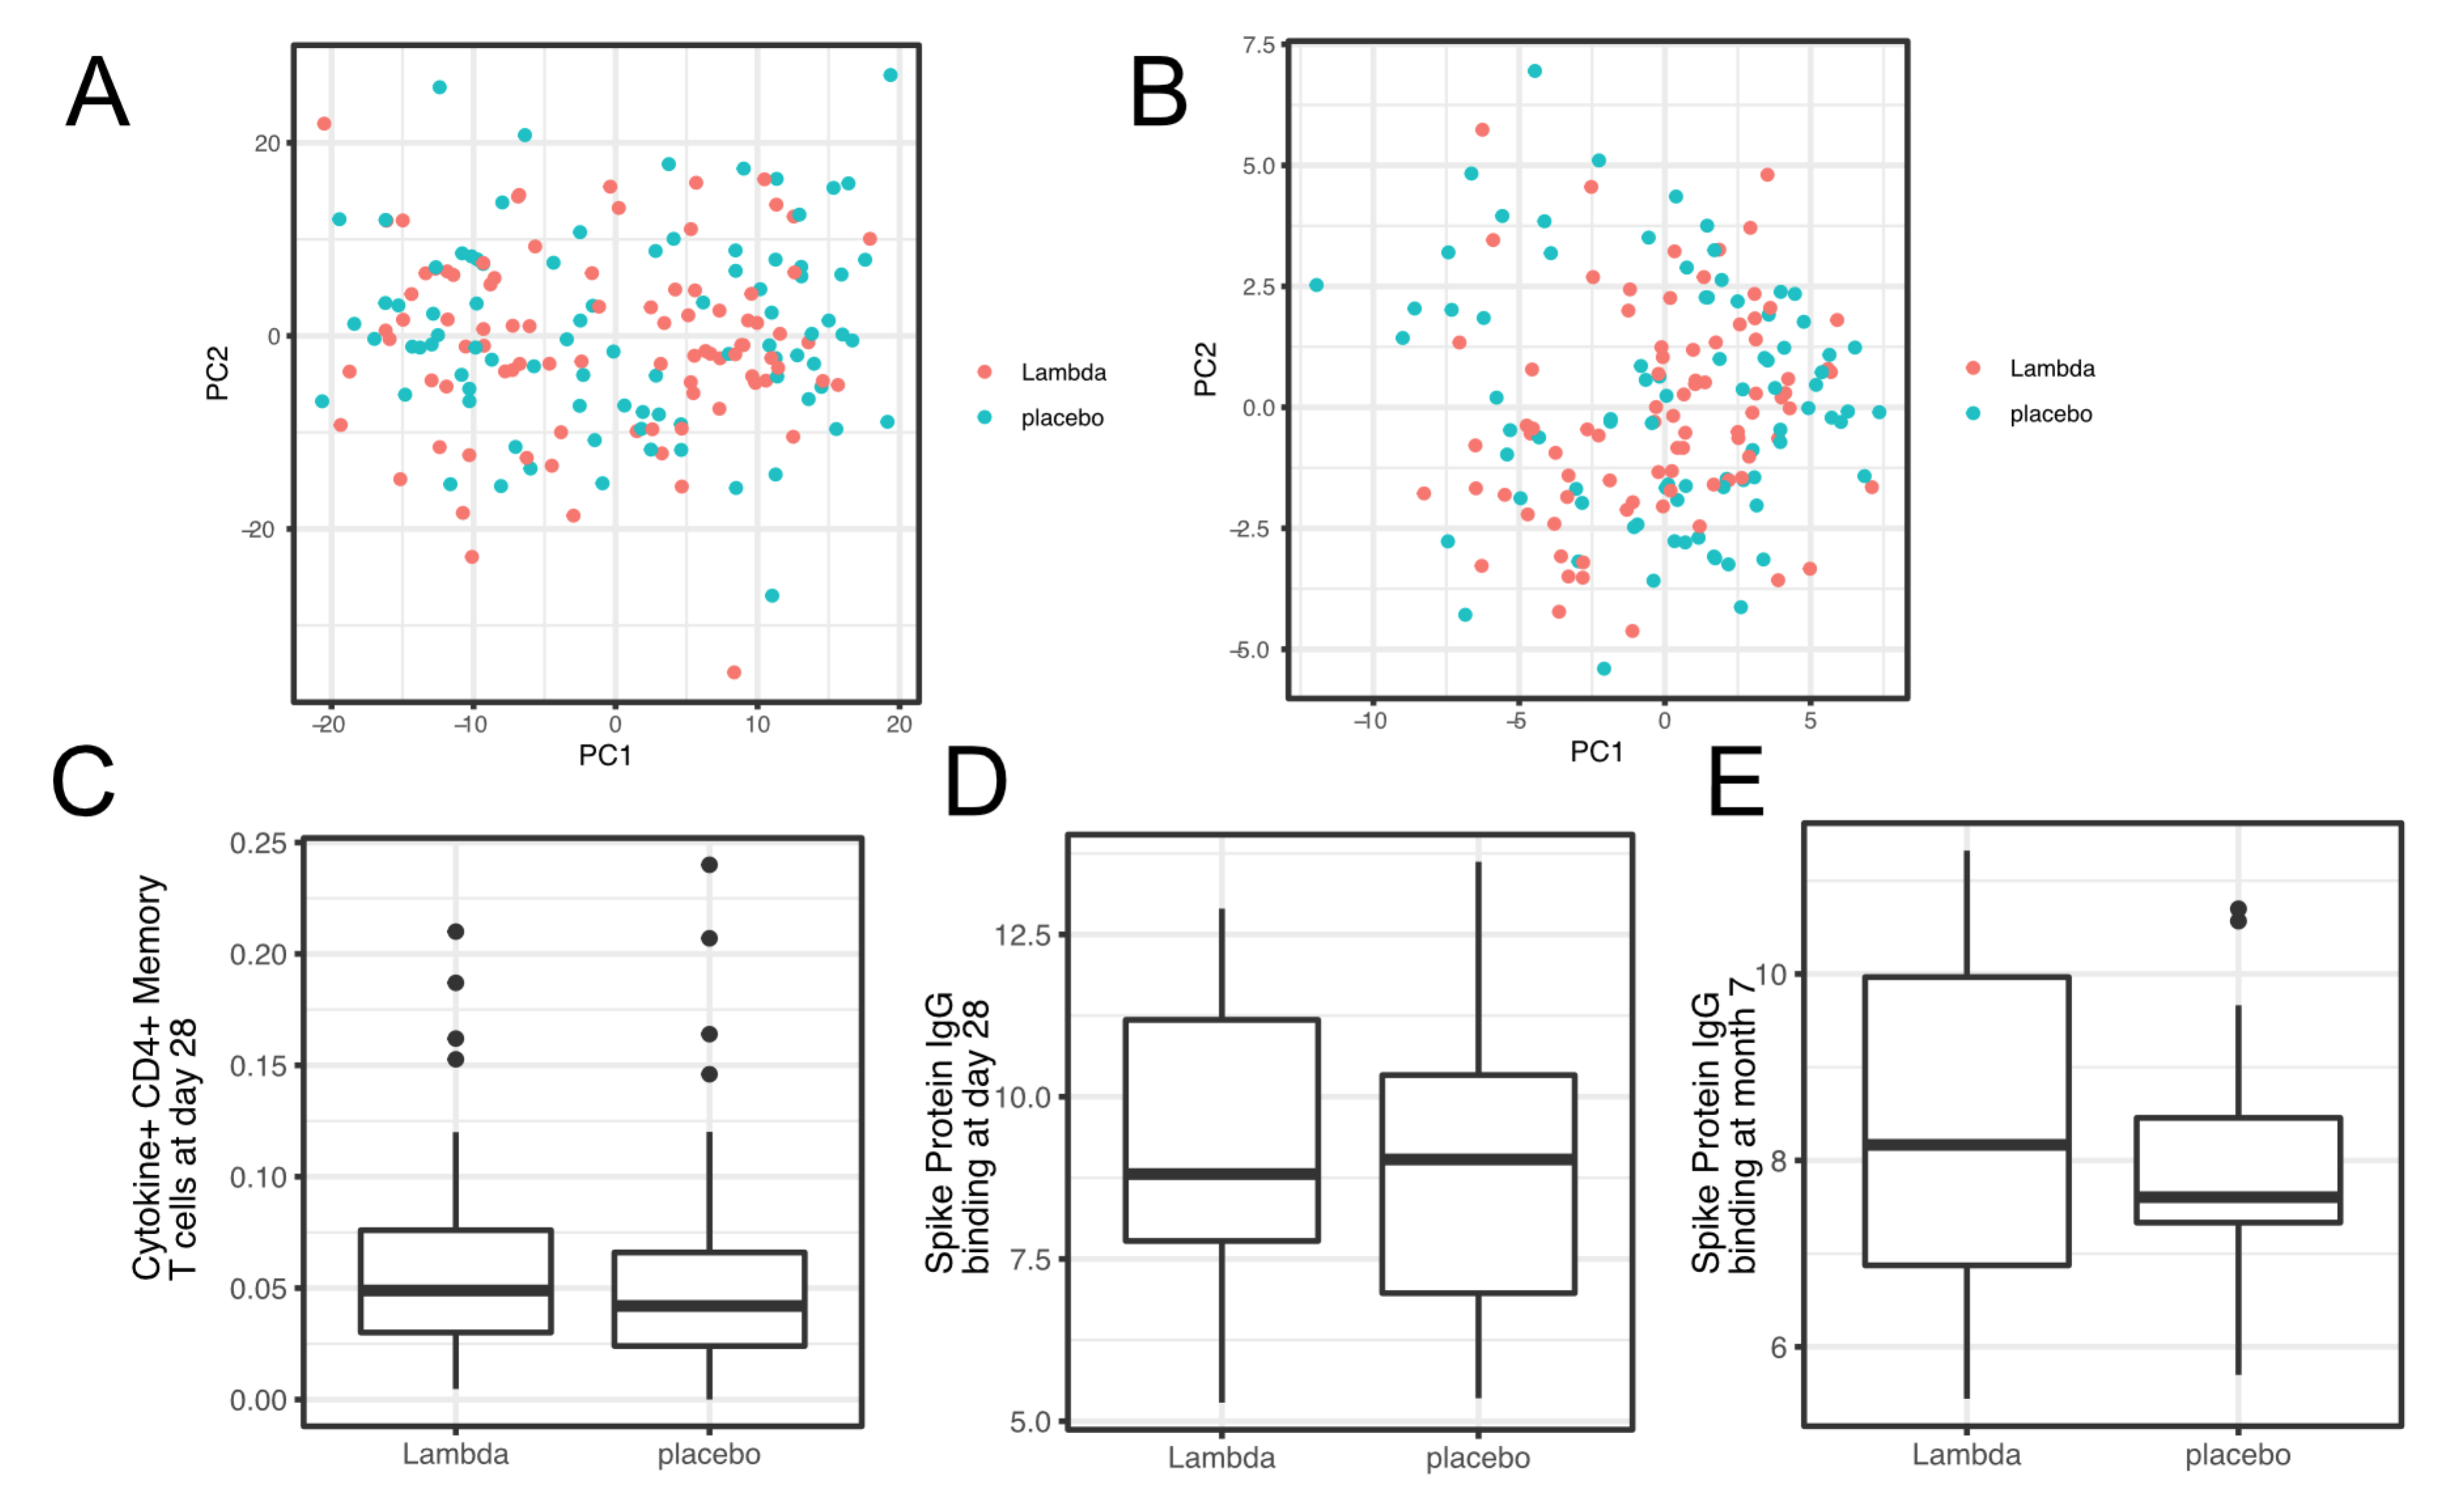 A
20
0
−20
PC2
−20
−10
0
10
20
PC1
Lambda
placebo
B
7.5
5.0
2.5
0.0
−2.5
−5.0
PC2
−10
−5
0
5
PC1
Lambda
placebo
C
0.25
0.20
0.15
0.10
0.05
0.00
Cytokine+ CD4+ Memory
T cells at day 28
Lambda
placebo
D
12.5
10.0
7.5
5.0
Spike Protein IgG
binding at day 28
Lambda
placebo
E
10
8
6
Spike Protein IgG
binding at month 7
Lambda
placebo